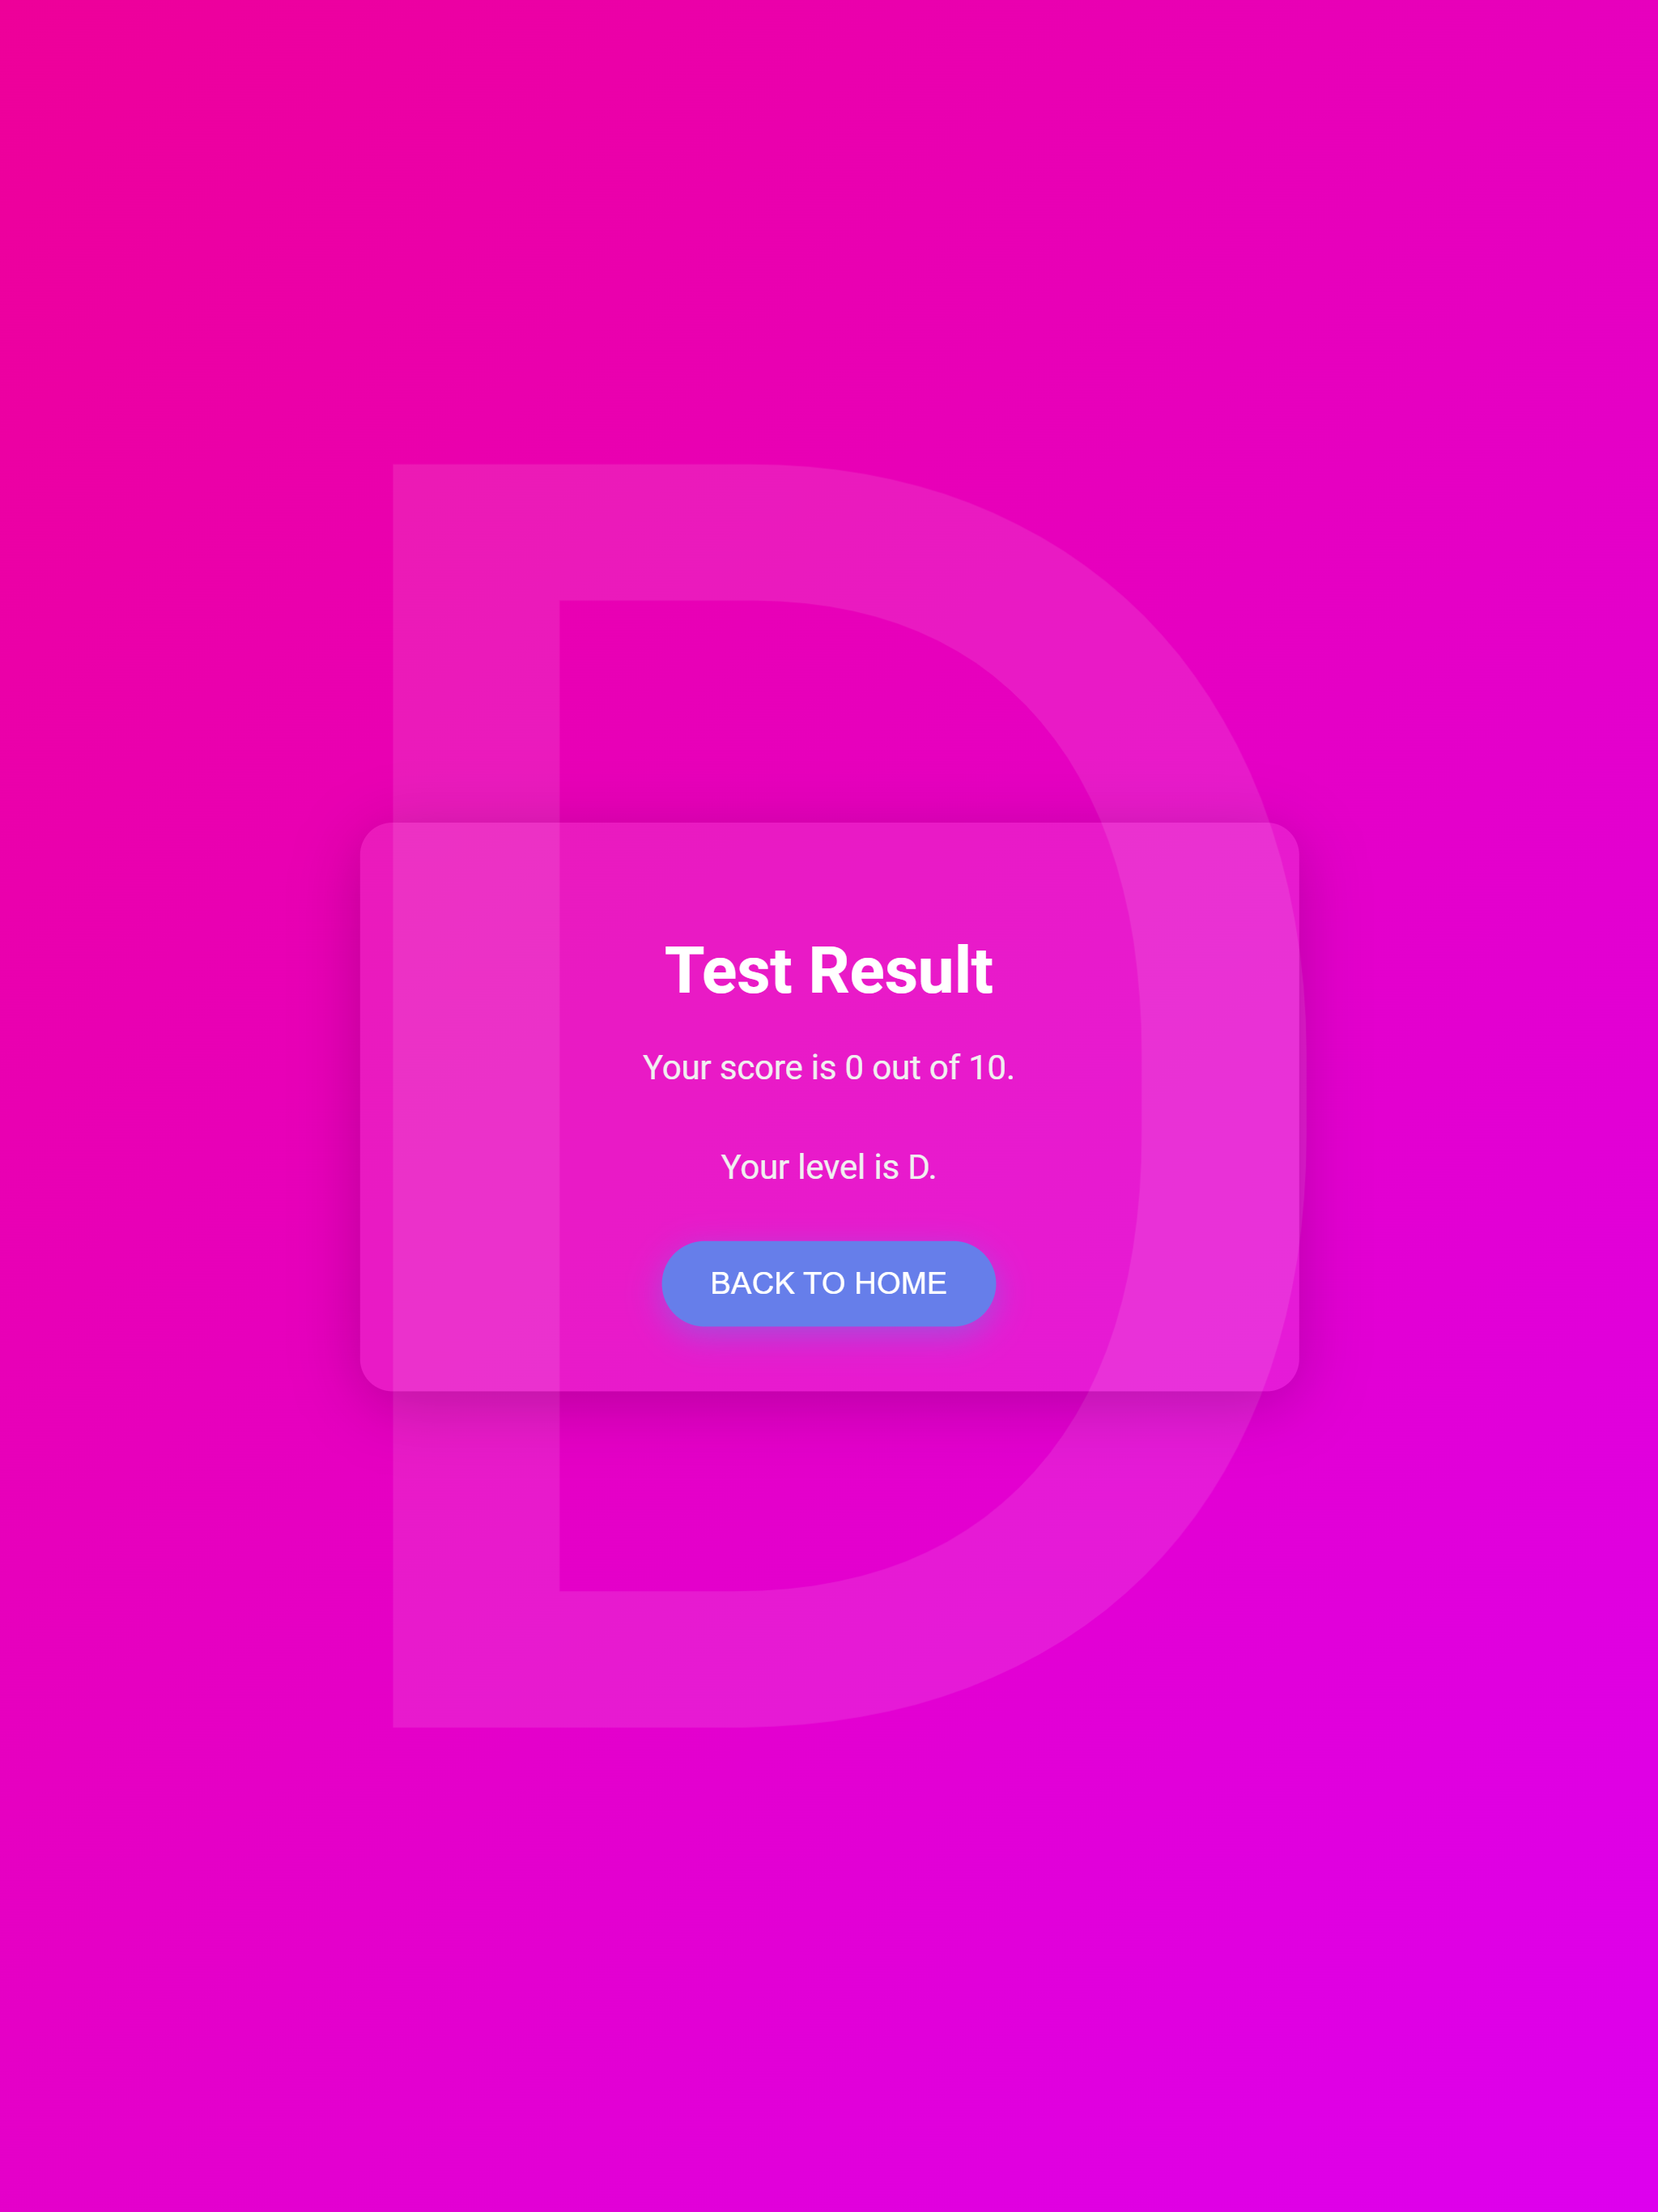 D
Test Result
Your score is 0 out of 10.
Your level is D.
BACK TO HOME